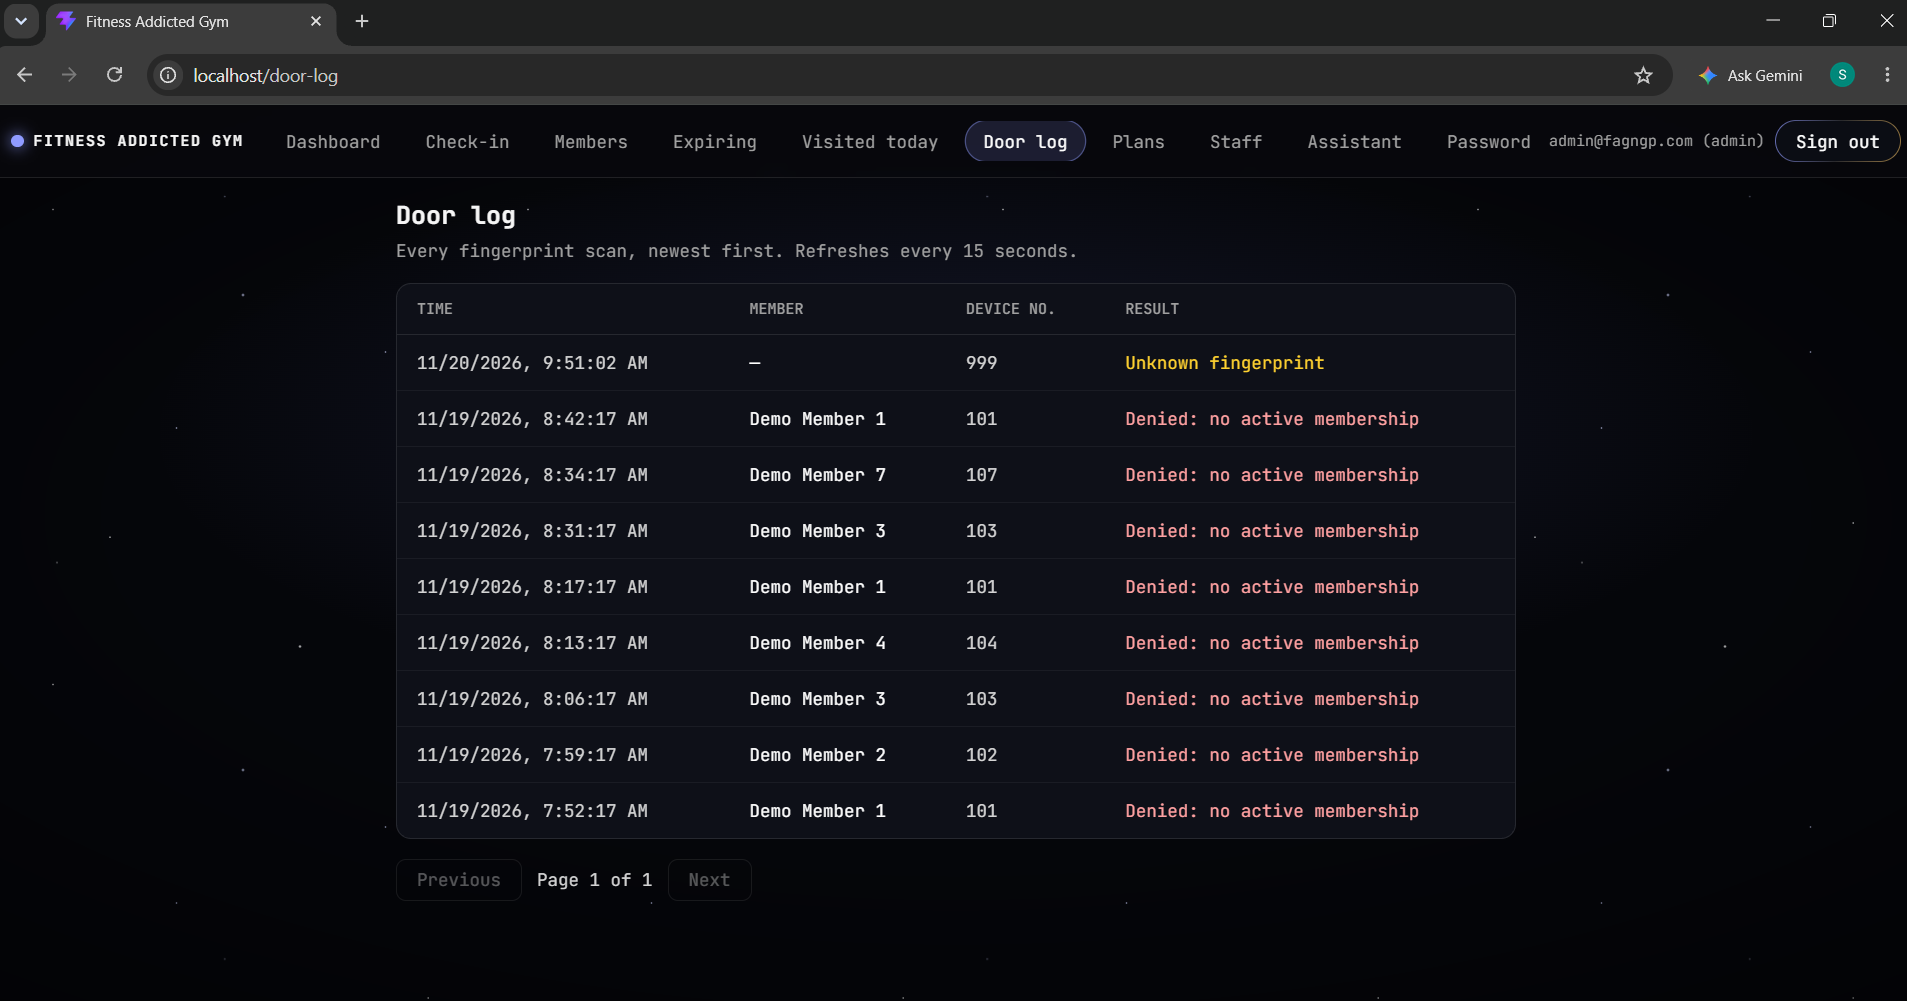 Fitness Addicted Gym
localhost/door-log
Ask Gemini
S
FITNESS ADDICTED GYM Dashboard Check-in Members Expiring Visited today Door log Plans Staff Assistant Password admin@fagngp.com (admin) Sign out
Door log
Every fingerprint scan, newest first. Refreshes every 15 seconds.
TIME MEMBER DEVICE NO. RESULT
11/20/2026, 9:51:02 AM — 999 Unknown fingerprint
11/19/2026, 8:42:17 AM Demo Member 1 101 Denied: no active membership
11/19/2026, 8:34:17 AM Demo Member 7 107 Denied: no active membership
11/19/2026, 8:31:17 AM Demo Member 3 103 Denied: no active membership
11/19/2026, 8:17:17 AM Demo Member 1 101 Denied: no active membership
11/19/2026, 8:13:17 AM Demo Member 4 104 Denied: no active membership
11/19/2026, 8:06:17 AM Demo Member 3 103 Denied: no active membership
11/19/2026, 7:59:17 AM Demo Member 2 102 Denied: no active membership
11/19/2026, 7:52:17 AM Demo Member 1 101 Denied: no active membership
Previous Page 1 of 1 Next